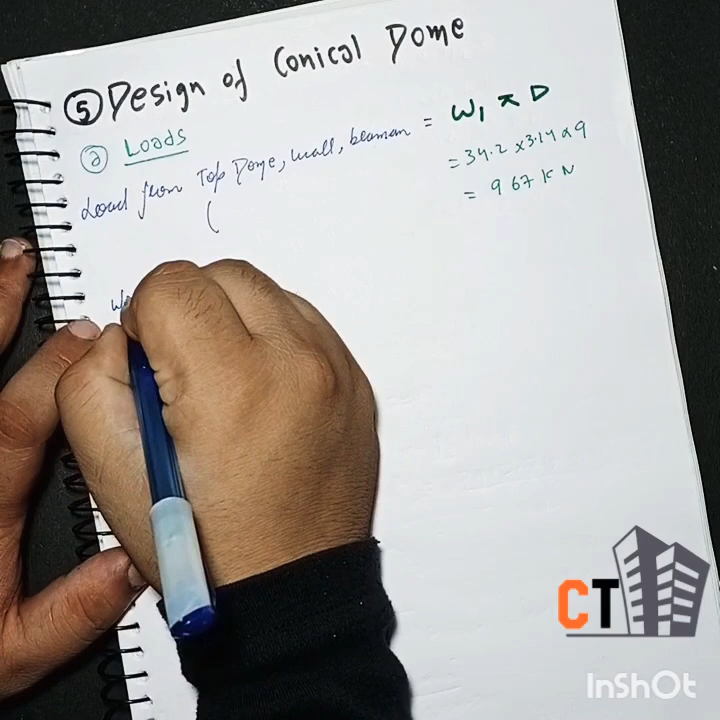 ⑤ Design of Conical Dome
ⓐ Loads
Load from Top Dome, wall, beaman = W1 π D
= 34.2 x 3.14 x 9
= 967 KN
(
CT
InShOt